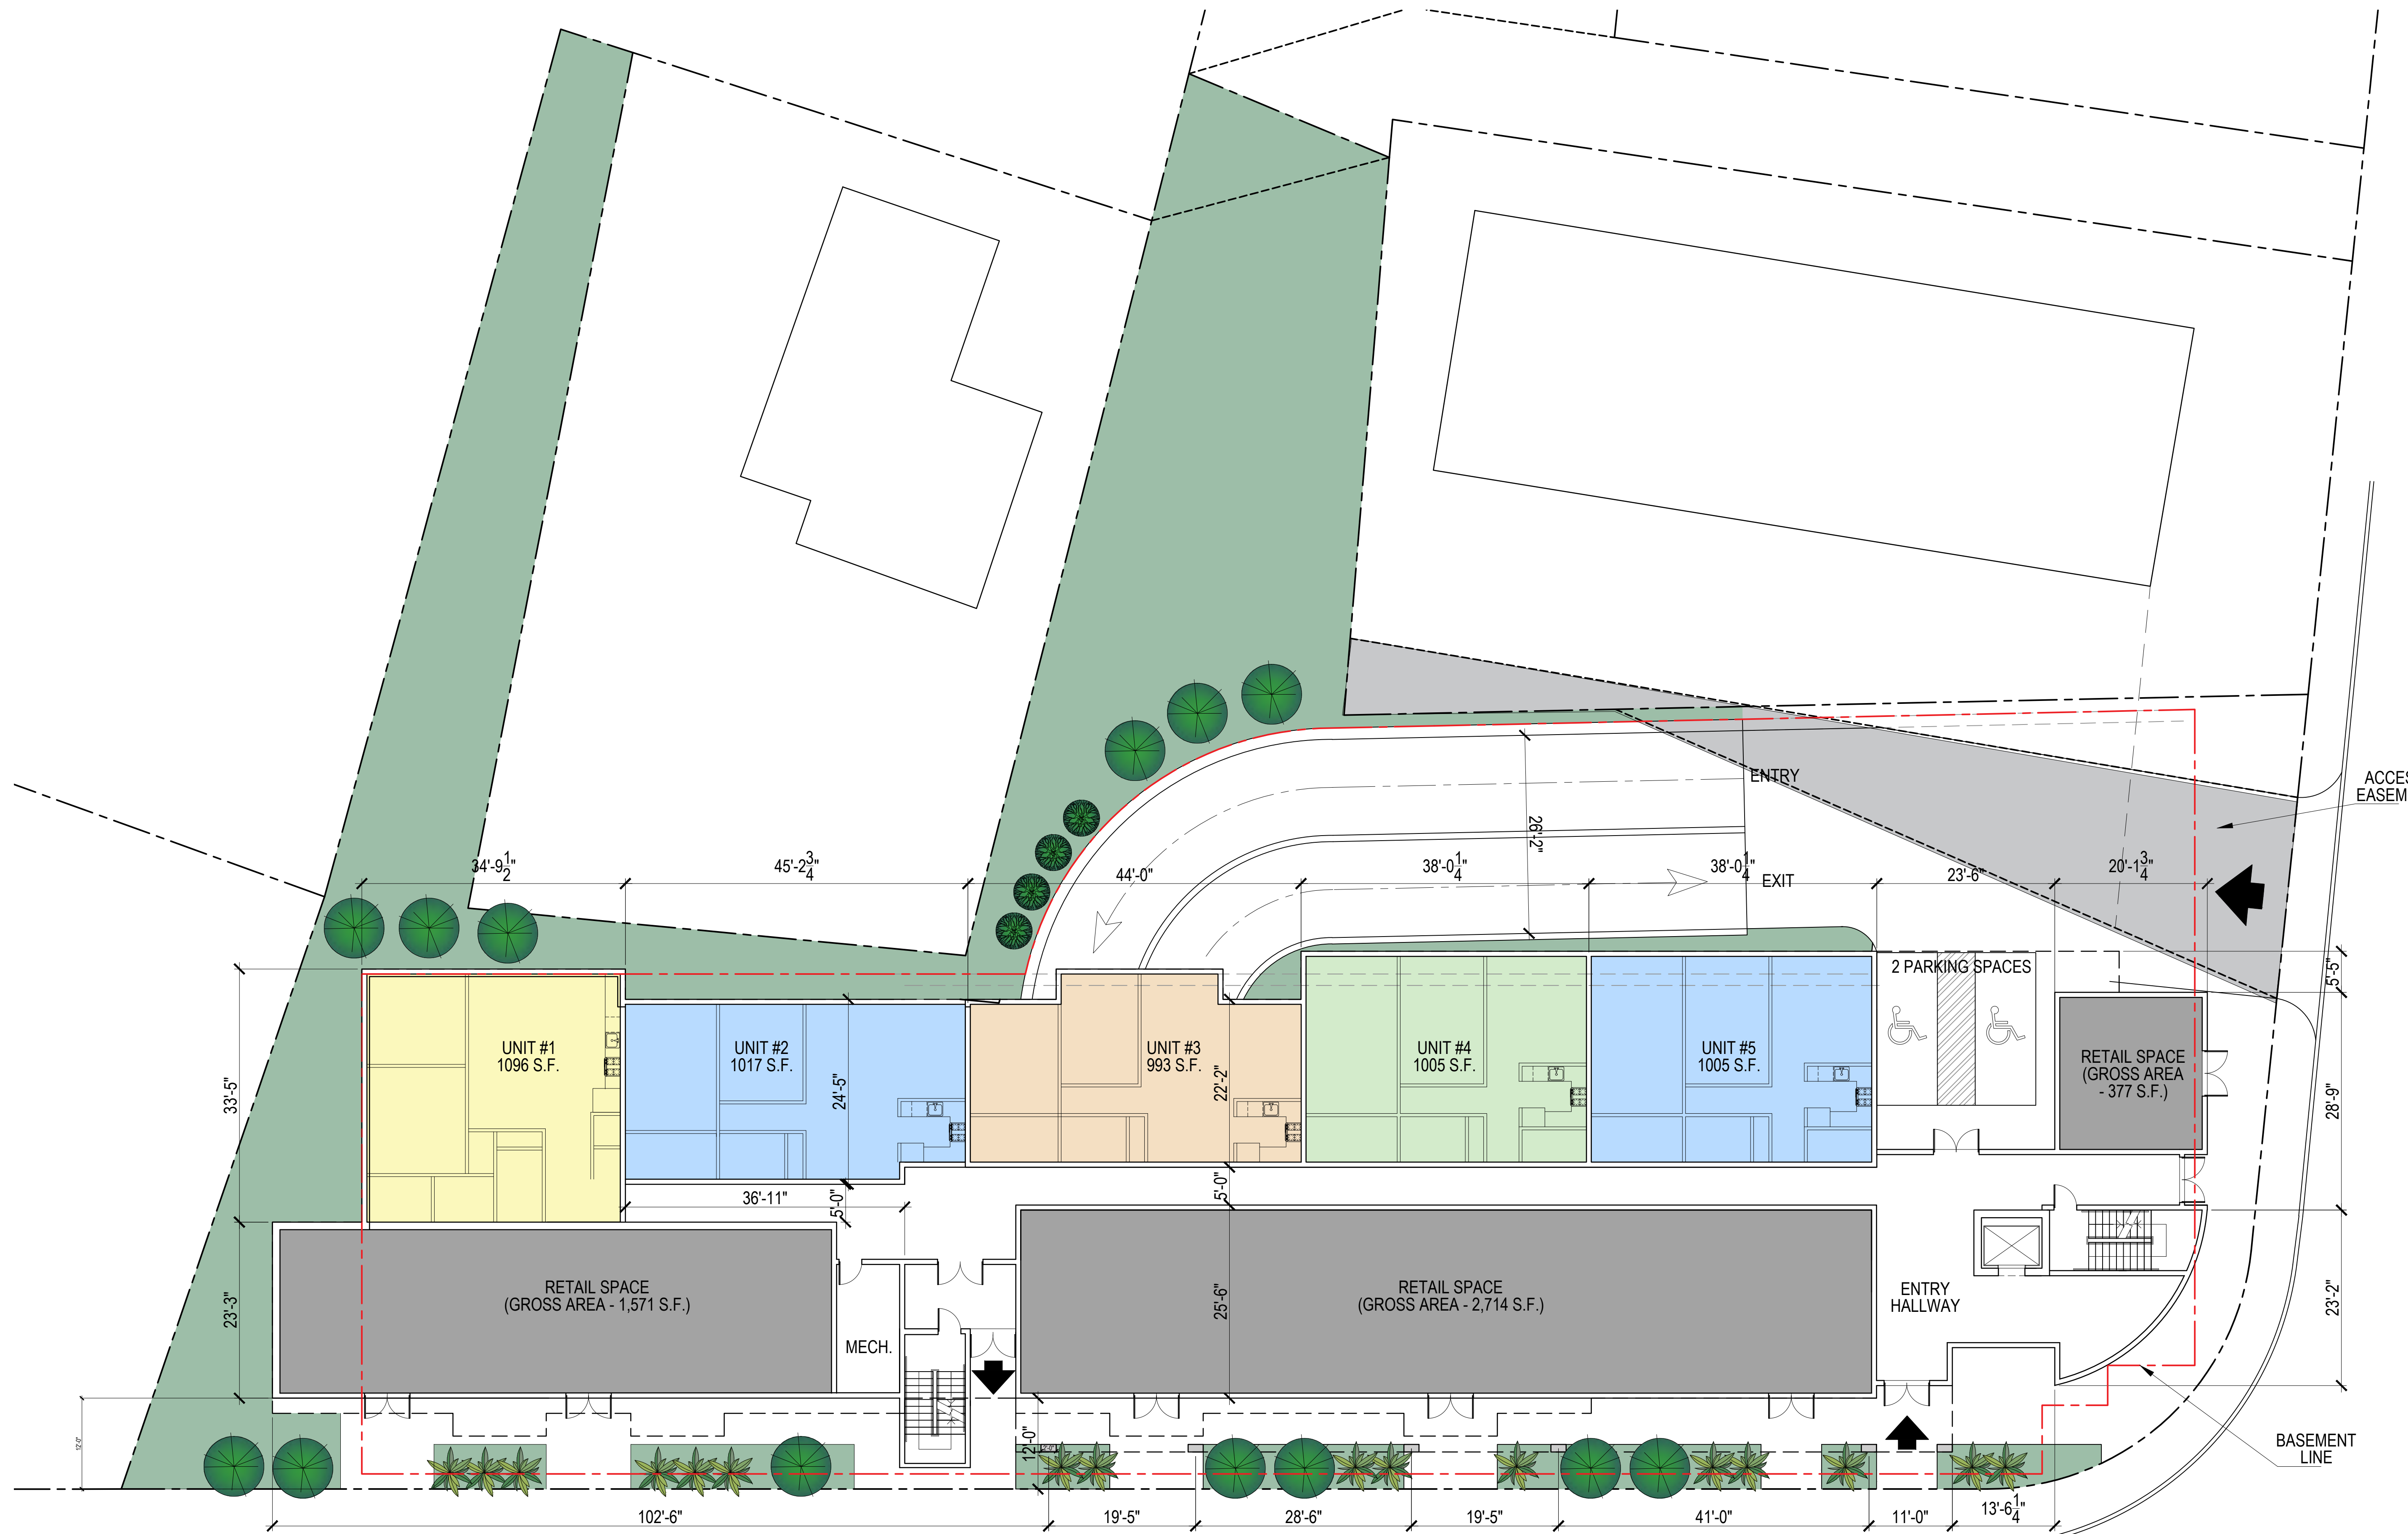 ENTRY
ACCES
EASEM
34'-9 1/2"
45'-2 3/4"
44'-0"
38'-0 1/4"
38'-0 1/4"
23'-6"
20'-1 3/4"
26'-2"
EXIT
2 PARKING SPACES
5'-5"
33'-5"
UNIT #1
1096 S.F.
UNIT #2
1017 S.F.
24'-5"
UNIT #3
993 S.F.
22'-2"
UNIT #4
1005 S.F.
UNIT #5
1005 S.F.
RETAIL SPACE
(GROSS AREA
- 377 S.F.)
28'-9"
36'-11"
5'-0"
5'-0"
23'-3"
RETAIL SPACE
(GROSS AREA - 1,571 S.F.)
MECH.
25'-6"
RETAIL SPACE
(GROSS AREA - 2,714 S.F.)
ENTRY
HALLWAY
23'-2"
12'-0"
12'-0"
BASEMENT
LINE
102'-6"
19'-5"
28'-6"
19'-5"
41'-0"
11'-0"
13'-6 1/4"